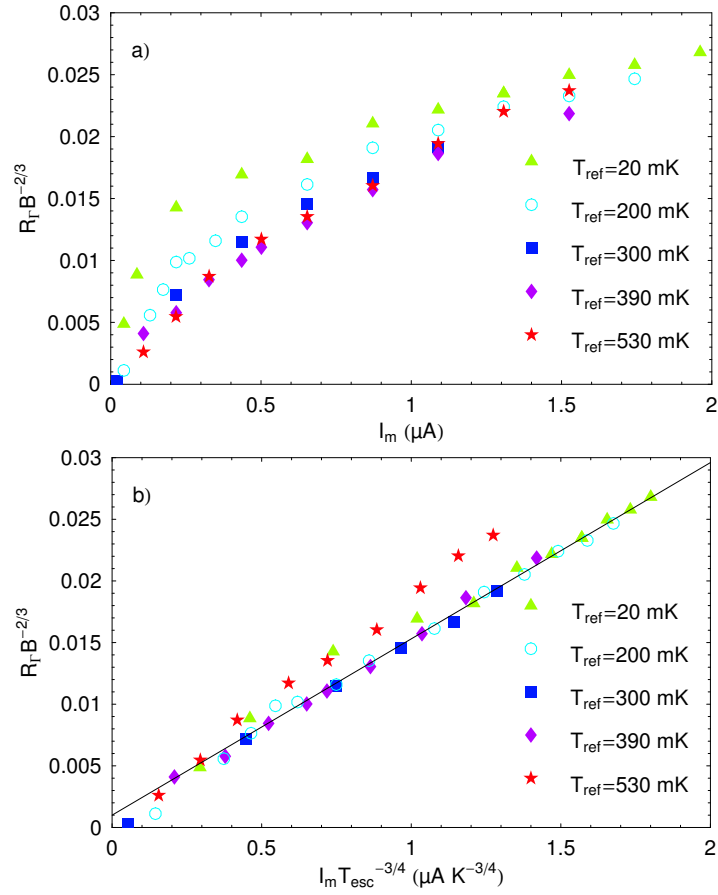 0.03
a)
0.025
0.02
0.015
0.01
0.005
0
R_Γ B^{-2/3}
T_ref=20 mK
T_ref=200 mK
T_ref=300 mK
T_ref=390 mK
T_ref=530 mK
0 0.5 1 1.5 2
I_m (μA)
0.03
b)
0.025
0.02
0.015
0.01
0.005
0
R_Γ B^{-2/3}
T_ref=20 mK
T_ref=200 mK
T_ref=300 mK
T_ref=390 mK
T_ref=530 mK
0 0.5 1 1.5 2
I_m T_esc^{-3/4} (μA K^{-3/4})